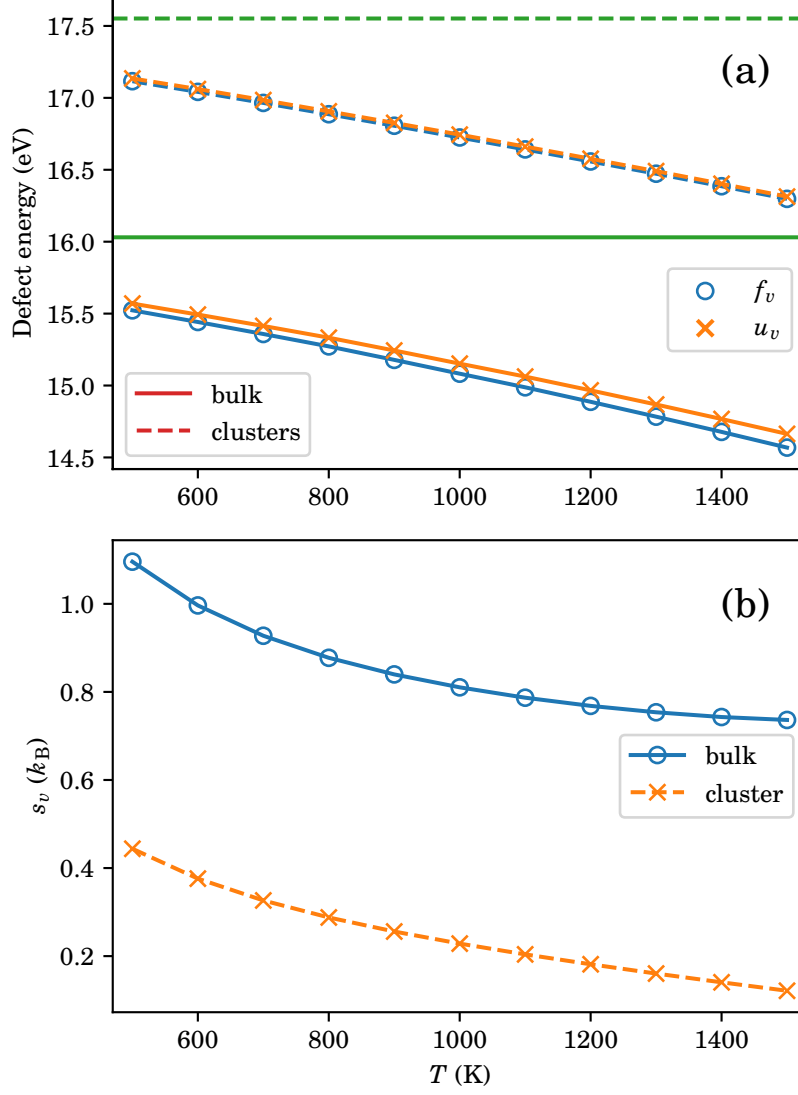 17.5
17.0
16.5
16.0
15.5
15.0
14.5
Defect energy (eV)
(a)
f_v
u_v
bulk
clusters
600 800 1000 1200 1400
1.0
0.8
0.6
0.4
0.2
s_v (k_B)
(b)
bulk
cluster
600 800 1000 1200 1400
T (K)